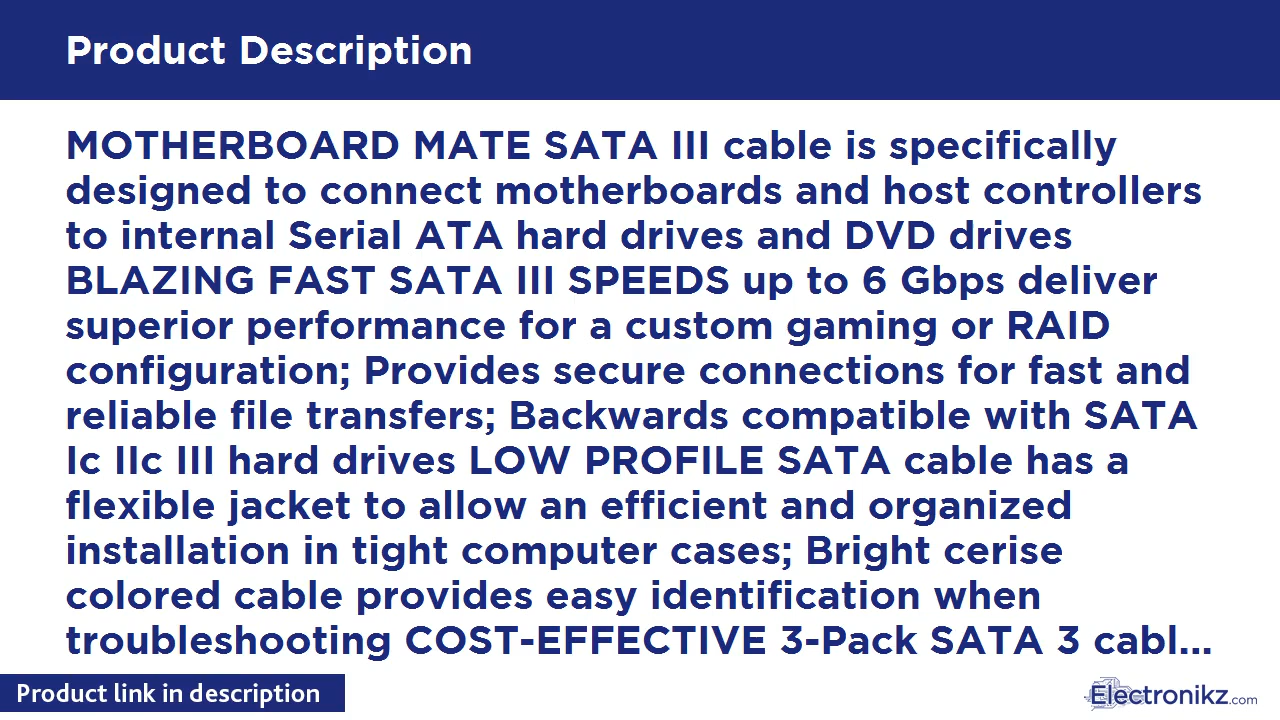 Product Description
MOTHERBOARD MATE SATA III cable is specifically
designed to connect motherboards and host controllers
to internal Serial ATA hard drives and DVD drives
BLAZING FAST SATA III SPEEDS up to 6 Gbps deliver
superior performance for a custom gaming or RAID
configuration; Provides secure connections for fast and
reliable file transfers; Backwards compatible with SATA
Ic IIc III hard drives LOW PROFILE SATA cable has a
flexible jacket to allow an efficient and organized
installation in tight computer cases; Bright cerise
colored cable provides easy identification when
troubleshooting COST-EFFECTIVE 3-Pack SATA 3 cabl...
Product link in description
Electronikz.com